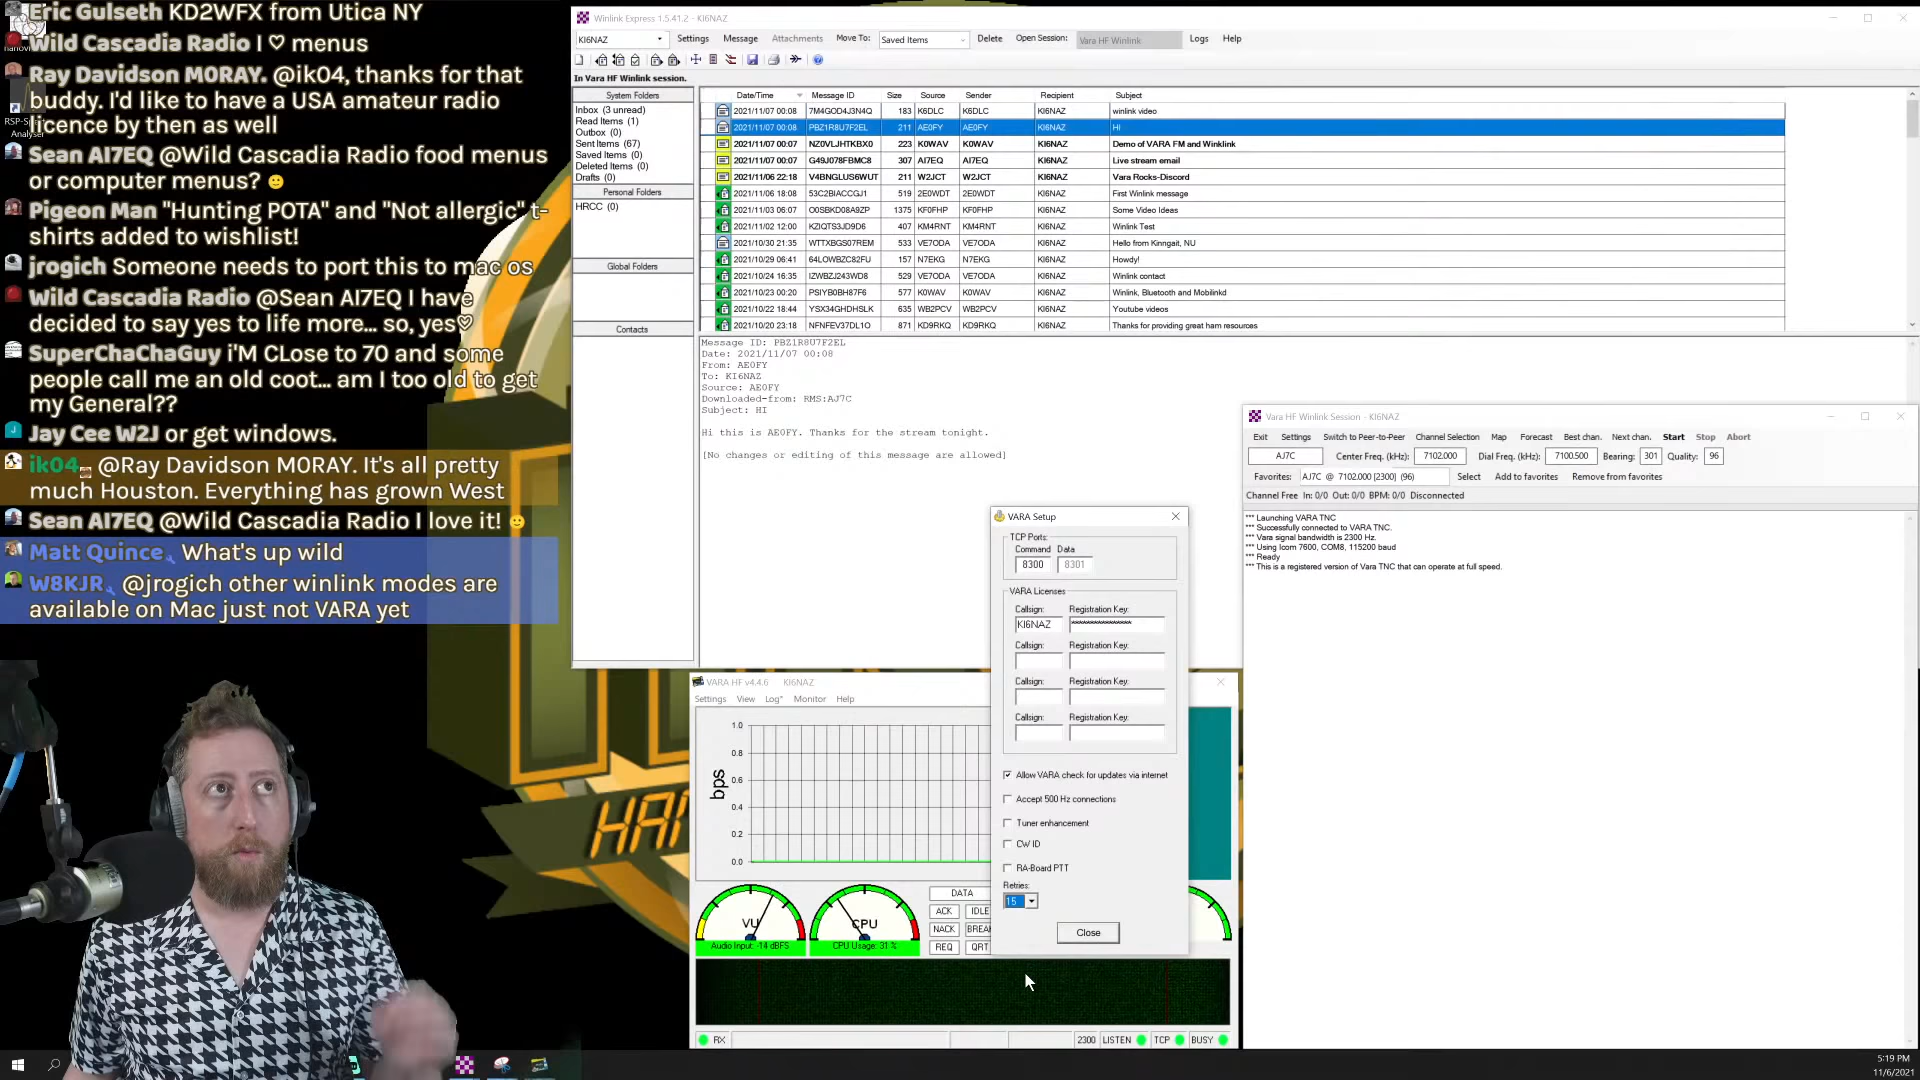 Eric Gulseth KD2WFX from Utica NY
Wild Cascadia Radio I ♡ menus
Ray Davidson M0RAY. @ik04, thanks for that
buddy. I'd like to have a USA amateur radio
licence by then as well
Sean AI7EQ @Wild Cascadia Radio food menus
or computer menus? 🙂
Pigeon Man "Hunting POTA" and "Not allergic" t-
shirts added to wishlist!
jrogich Someone needs to port this to mac os
Wild Cascadia Radio @Sean AI7EQ I have
decided to say yes to life more... so, yes♡
SuperChaChaGuy i'M CLose to 70 and some
people call me an old coot... am I too old to get
my General??
Jay Cee W2J or get windows.
ik04 @Ray Davidson M0RAY. It's all pretty
much Houston. Everything has grown West
Sean AI7EQ @Wild Cascadia Radio I love it! 🙂
Matt Quince What's up wild
W8KJR @jrogich other winlink modes are
available on Mac just not VARA yet
Winlink Express 1.5.41.2 - KI6NAZ
KI6NAZ Settings Message Attachments Move To: Saved Items Delete Open Session: Vara HF Winlink Logs Help
In Vara HF Winlink session.
System Folders
Inbox (3 unread)
Read Items (1)
Outbox (0)
Sent Items (67)
Saved Items (0)
Deleted Items (0)
Drafts (0)
Personal Folders
HRCC (0)
Global Folders
Contacts
Date/Time Message ID Size Source Sender Recipient Subject
2021/11/07 00:08 7M4GOD4J3N4Q 183 K6DLC K6DLC KI6NAZ winlink video
2021/11/07 00:08 PBZ1R8U7F2EL 211 AE0FY AE0FY KI6NAZ HI
2021/11/07 00:07 NZ0VLJHTKBX0 223 K0WAV K0WAV KI6NAZ Demo of VARA FM and Winklink
2021/11/07 00:07 G49J078FBMC8 307 AI7EQ AI7EQ KI6NAZ Live stream email
2021/11/06 22:18 V4BNGLUS6WUT 211 W2JCT W2JCT KI6NAZ Vara Rocks-Discord
2021/11/06 18:08 53C2BIACCGJ1 519 2E0WDT 2E0WDT KI6NAZ First Winlink message
2021/11/03 06:07 O0SBKD08A9ZP 1375 KF0FHP KF0FHP KI6NAZ Some Video Ideas
2021/11/02 12:00 KZIQTS3JD9D6 407 KM4RNT KM4RNT KI6NAZ Winlink Test
2021/10/30 21:35 WTTXBGS07REM 533 VE7ODA VE7ODA KI6NAZ Hello from Kinngait, NU
2021/10/29 06:41 64LOWBZC82FU 157 N7EKG N7EKG KI6NAZ Howdy!
2021/10/24 16:35 IZWBZJ243WD8 529 VE7ODA VE7ODA KI6NAZ Winlink contact
2021/10/23 00:20 PSIYB0BH87F6 577 K0WAV K0WAV KI6NAZ Winlink, Bluetooth and Mobilinkd
2021/10/22 18:44 YSX34GHDHSLK 635 WB2PCV WB2PCV KI6NAZ Youtube videos
2021/10/20 23:18 NFNFEV37DL1O 871 KD9RKQ KD9RKQ KI6NAZ Thanks for providing great ham resources
Message ID: PBZ1R8U7F2EL
Date: 2021/11/07 00:08
From: AE0FY
To: KI6NAZ
Source: AE0FY
Downloaded-from: RMS:AJ7C
Subject: HI
Hi this is AE0FY. Thanks for the stream tonight.
[No changes or editing of this message are allowed]
Vara HF Winlink Session - KI6NAZ
Exit Settings Switch to Peer-to-Peer Channel Selection Map Forecast Best chan. Next chan. Start Stop Abort
AJ7C Center Freq. (kHz): 7102.000 Dial Freq. (kHz): 7100.500 Bearing: 301 Quality: 96
Favorites: AJ7C @ 7102.000 [2300] (96) Select Add to favorites Remove from favorites
Channel Free In: 0/0 Out: 0/0 BPM: 0/0 Disconnected
*** Launching VARA TNC
*** Successfully connected to VARA TNC.
*** Vara signal bandwidth is 2300 Hz.
*** Using Icom 7600, COM8, 115200 baud
*** Ready
*** This is a registered version of Vara TNC that can operate at full speed.
VARA Setup
TCP Ports:
Command Data
8300 8301
VARA Licenses
Callsign: Registration Key:
KI6NAZ ****************
Callsign: Registration Key:
Callsign: Registration Key:
Callsign: Registration Key:
Allow VARA check for updates via internet
Accept 500 Hz connections
Tuner enhancement
CW ID
RA-Board PTT
Retries:
15
Close
VARA HF v4.4.6 KI6NAZ
Settings View Log* Monitor Help
bps
1.0
0.8
0.6
0.4
0.2
0.0
VU
Audio Input: -14 dBFS
CPU
CPU Usage: 31 %
DATA
ACK IDLE
NACK BREAK
REQ QRT
RX 2300 LISTEN TCP BUSY
5:19 PM
11/6/2021